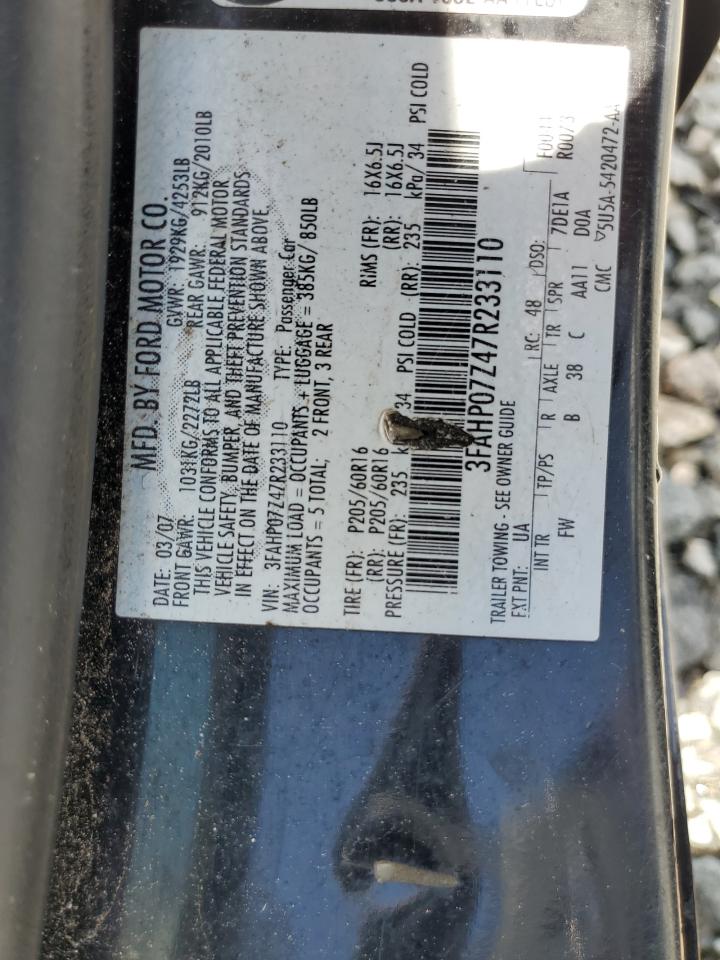 MFD. BY FORD MOTOR CO.
DATE: 03/07 GVWR: 1929KG/4253LB
FRONT GAWR: 1031KG/2272LB REAR GAWR: 912KG/2010LB
THIS VEHICLE CONFORMS TO ALL APPLICABLE FEDERAL MOTOR
VEHICLE SAFETY, BUMPER, AND THEFT PREVENTION STANDARDS
IN EFFECT ON THE DATE OF MANUFACTURE SHOWN ABOVE.
VIN: 3FAHP07Z47R233110 TYPE: Passenger Car
MAXIMUM LOAD = OCCUPANTS + LUGGAGE = 385KG/ 850LB
OCCUPANTS = 5 TOTAL: 2 FRONT, 3 REAR
TIRE (FR): P205/60R16 RIMS (FR): 16X6.5J
(RR): P205/60R16 (RR): 16X6.5J
PRESSURE (FR): 235 34 PSI COLD (RR): 235 kPa/ 34 PSI COLD
3FAHP07Z47R233110
TRAILER TOWING - SEE OWNER GUIDE
EXT PNT: UA RC: 48 DSO:
INT TR TP/PS R AXLE TR SPR 7DE1A R0073
FW B 38 C AA11 D0A
CMC 5U5A-5420472-AA